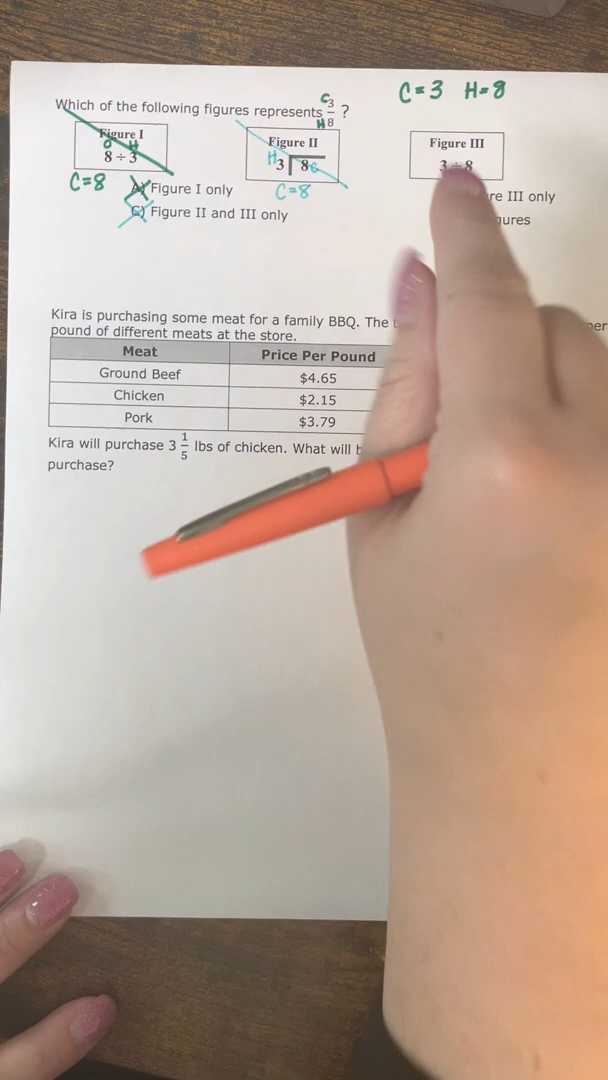 C=3 H=8
Which of the following figures represents 3/8 ?
C
H
Figure I
8 ÷ 3
C=8
Figure II
H 3 8 C
C=8
Figure III
3 ÷ 8
A) Figure I only
III only
C) Figure II and III only
Kira is purchasing some meat for a family BBQ. The
pound of different meats at the store.
Meat Price Per Pound
Ground Beef $4.65
Chicken $2.15
Pork $3.79
Kira will purchase 3 1/5 lbs of chicken. What will
purchase?